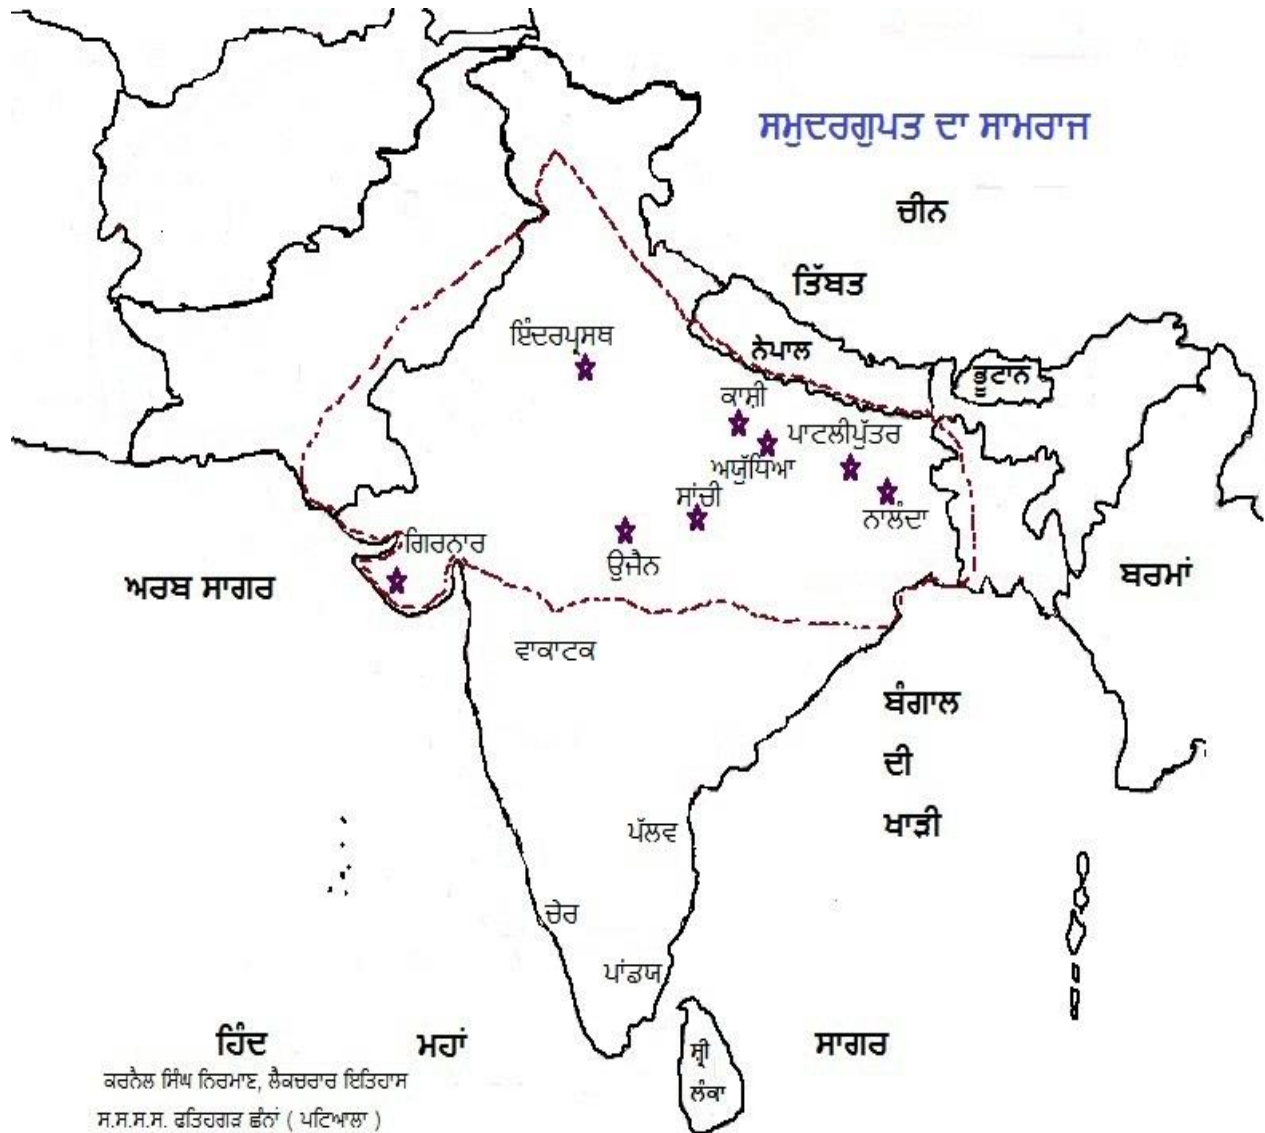 ਸਮੁਦਰਗੁਪਤ ਦਾ ਸਾਮਰਾਜ
ਚੀਨ
ਤਿੱਬਤ
ਇੰਦਰਪ੍ਰਸਥ
ਨੇਪਾਲ
ਭੂਟਾਨ
ਕਾਸ਼ੀ
ਪਾਟਲੀਪੁੱਤਰ
ਅਯੁੱਧਿਆ
ਸਾਂਚੀ
ਨਾਲੰਦਾ
ਗਿਰਨਾਰ
ਉਜੈਨ
ਅਰਬ ਸਾਗਰ
ਬਰਮਾਂ
ਵਾਕਾਟਕ
ਬੰਗਾਲ
ਦੀ
ਖਾੜੀ
ਪੱਲਵ
ਚੇਰ
ਪਾਂਡਯ
ਹਿੰਦ ਮਹਾਂ ਸਾਗਰ
ਸ਼੍ਰੀ
ਲੰਕਾ
ਕਰਨੈਲ ਸਿੰਘ ਨਿਰਮਾਣ, ਲੈਕਚਰਾਰ ਇਤਿਹਾਸ
ਸ.ਸ.ਸ.ਸ. ਫਤਿਹਗੜ ਛੰਨਾਂ ( ਪਟਿਆਲਾ )